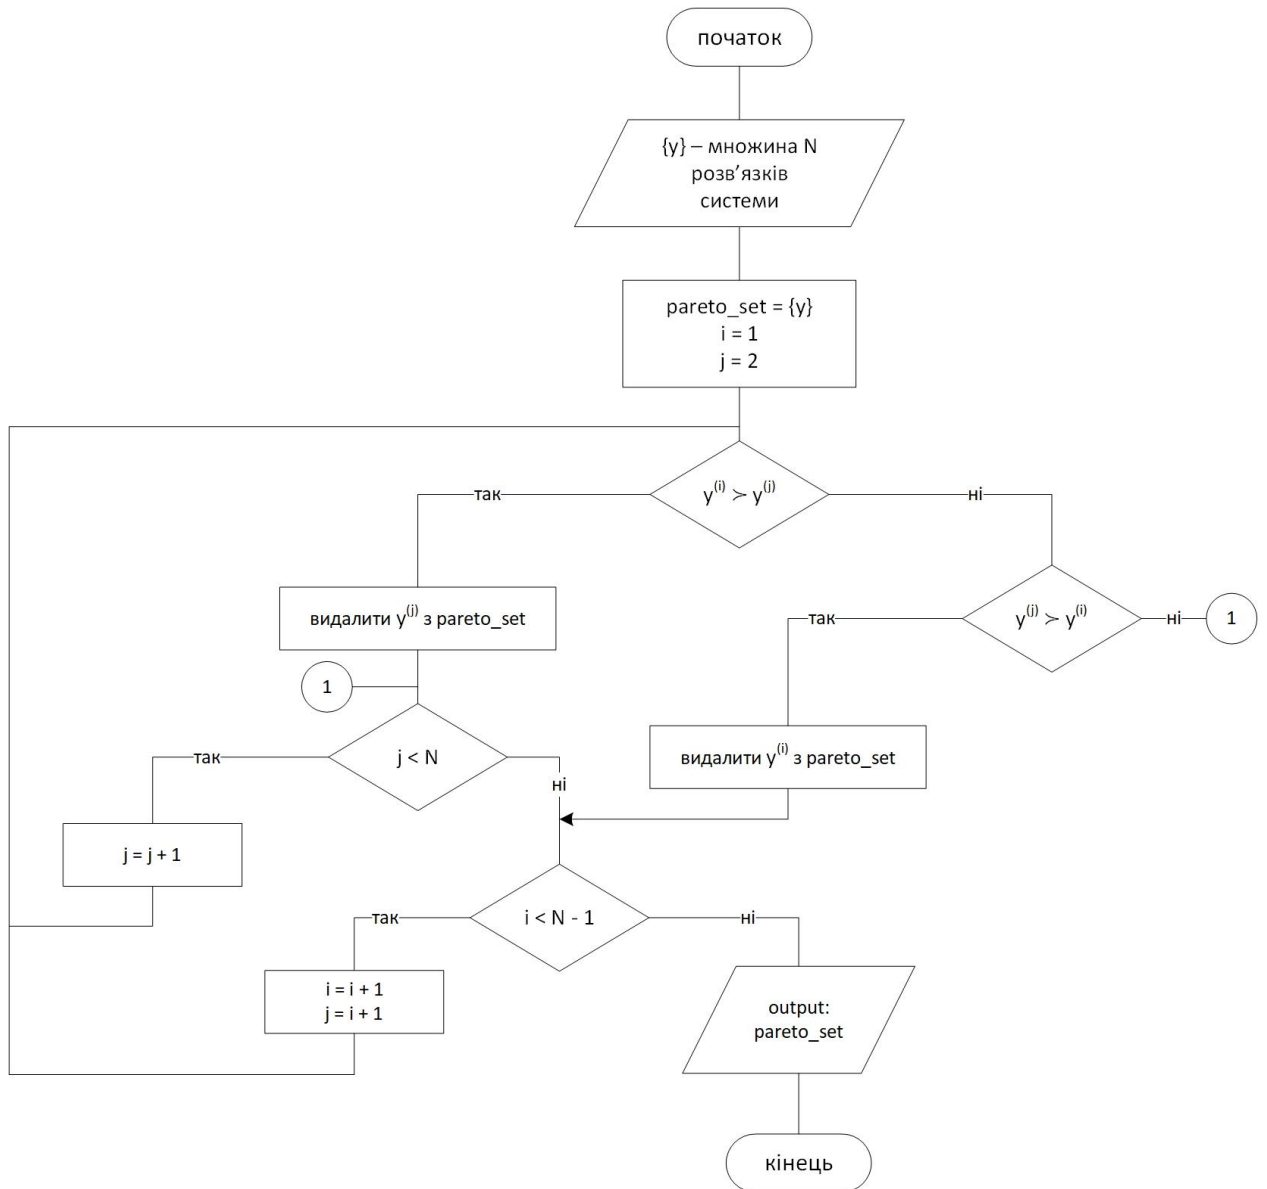 початок
{y} – множина N
розв’язків
системи
pareto_set = {y}
i = 1
j = 2
y⁽ⁱ⁾ ≻ y⁽ʲ⁾
так
ні
видалити y⁽ʲ⁾ з pareto_set
y⁽ʲ⁾ ≻ y⁽ⁱ⁾
так
ні
1
1
j < N
так
ні
видалити y⁽ⁱ⁾ з pareto_set
j = j + 1
i < N - 1
так
ні
i = i + 1
j = i + 1
output:
pareto_set
кінець